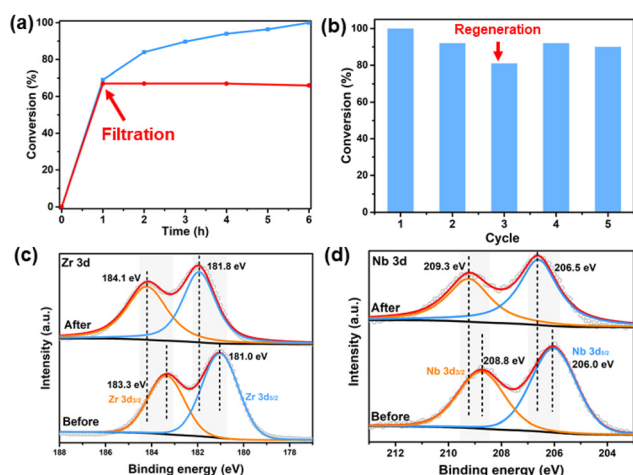 (a)
Conversion (%)
100
80
60
40
20
0
Filtration
0 1 2 3 4 5 6
Time (h)
(b)
Conversion (%)
100
80
60
40
20
0
Regeneration
1 2 3 4 5
Cycle
(c)
Zr 3d
184.1 eV
181.8 eV
After
183.3 eV
181.0 eV
Zr 3d3/2
Zr 3d5/2
Before
Intensity (a.u.)
188 186 184 182 180 178
Binding energy (eV)
(d)
Nb 3d
209.3 eV
206.5 eV
After
Nb 3d3/2
208.8 eV
Nb 3d5/2
206.0 eV
Before
Intensity (a.u.)
212 210 208 206 204
Binding energy (eV)